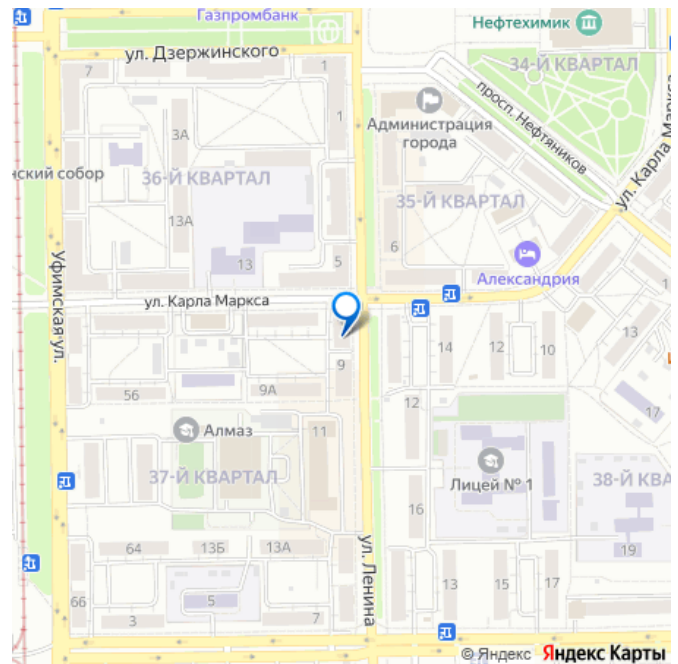 Газпромбанк
Нефтехимик
ул. Дзержинского
34-Й КВАРТАЛ
7
1
просп. Нефтяников
1
Администрация
города
3А
ул. Карла Маркса
нский собор
36-Й КВАРТАЛ
35-Й КВАРТАЛ
13А
6
13
5
Александрия
Уфимская ул.
ул. Карла Маркса
14
12
10
13
9
56
9А
12
17
Алмаз
11
37-Й КВАРТАЛ
Лицей № 1
38-Й КВА
16
ул. Ленина
64
13Б
13А
19
66
5
3
7
13
15
17
© Яндекс Яндекс Карты